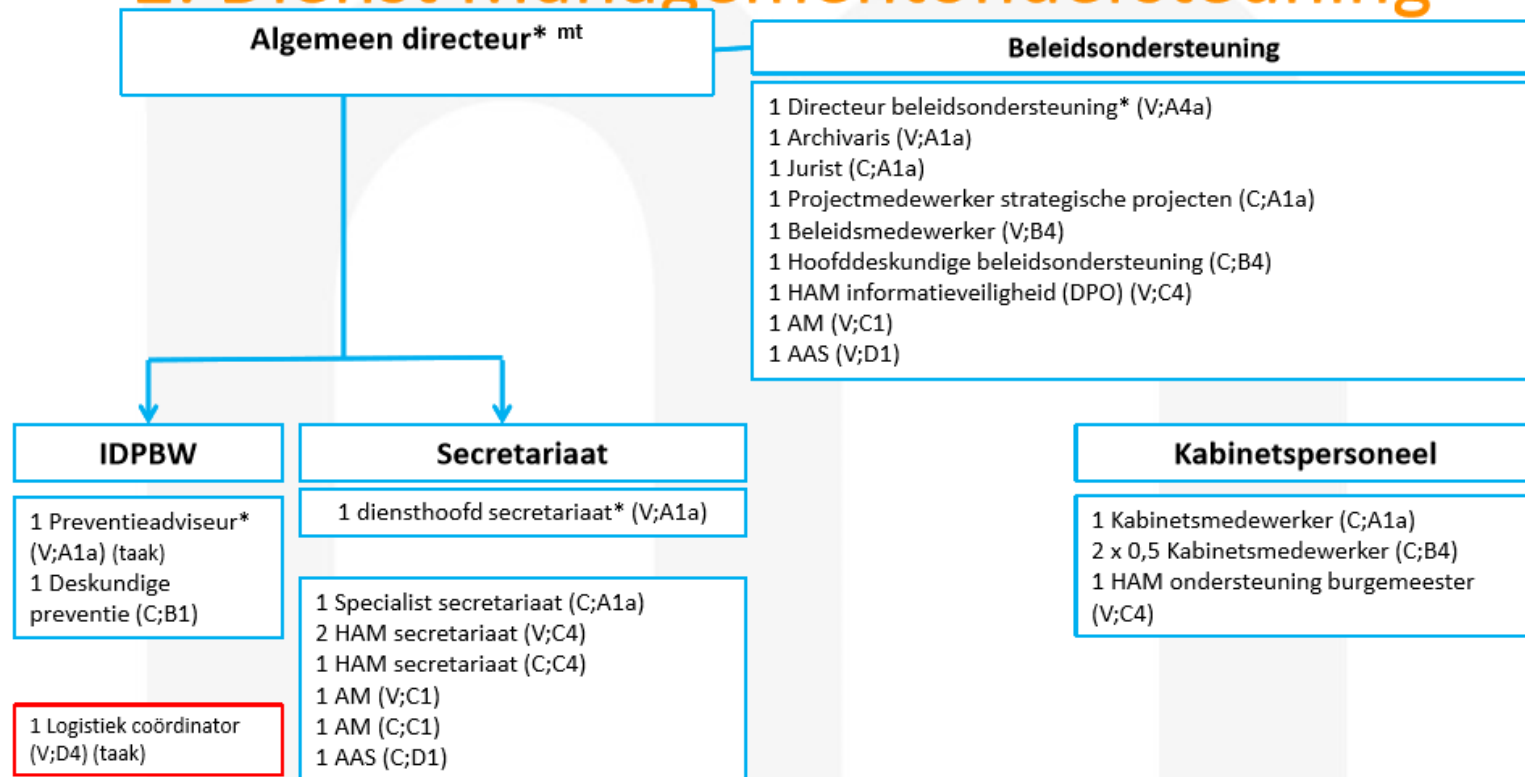 2. Dienst Managementondersteuning
Algemeen directeur* mt
Beleidsondersteuning
1 Directeur beleidsondersteuning* (V;A4a)
1 Archivaris (V;A1a)
1 Jurist (C;A1a)
1 Projectmedewerker strategische projecten (C;A1a)
1 Beleidsmedewerker (V;B4)
1 Hoofddeskundige beleidsondersteuning (C;B4)
1 HAM informatieveiligheid (DPO) (V;C4)
1 AM (V;C1)
1 AAS (V;D1)
IDPBW
1 Preventieadviseur*
(V;A1a) (taak)
1 Deskundige
preventie (C;B1)
1 Logistiek coördinator
(V;D4) (taak)
Secretariaat
1 diensthoofd secretariaat* (V;A1a)
1 Specialist secretariaat (C;A1a)
2 HAM secretariaat (V;C4)
1 HAM secretariaat (C;C4)
1 AM (V;C1)
1 AM (C;C1)
1 AAS (C;D1)
Kabinetspersoneel
1 Kabinetsmedewerker (C;A1a)
2 x 0,5 Kabinetsmedewerker (C;B4)
1 HAM ondersteuning burgemeester
(V;C4)